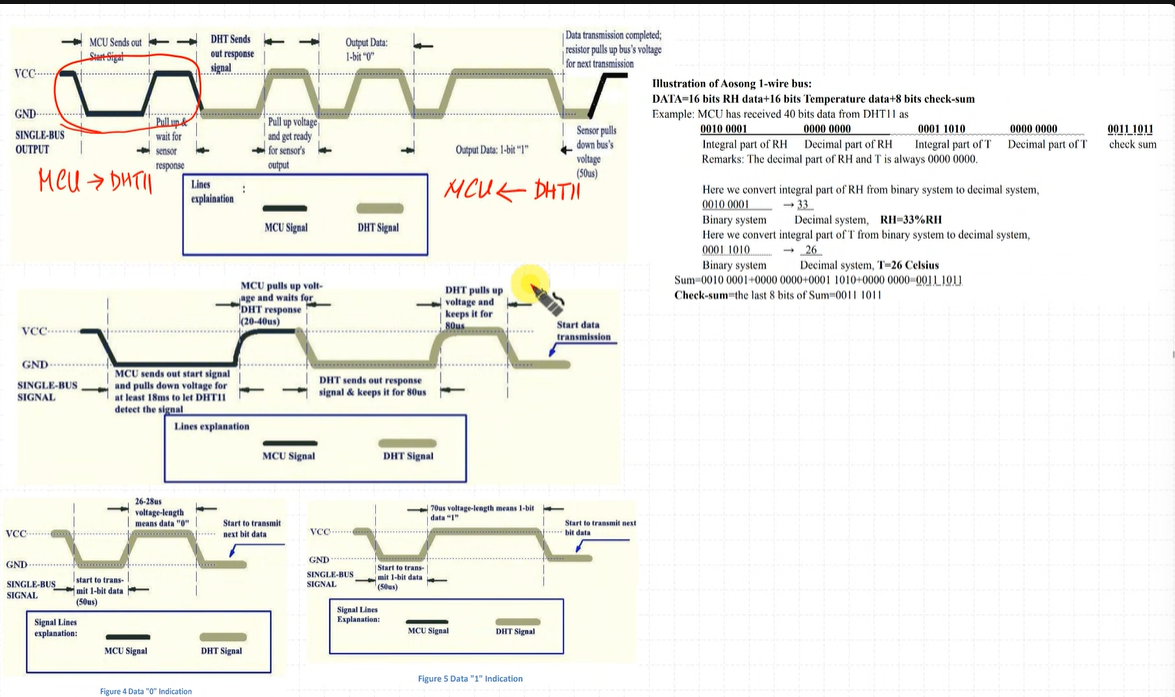 MCU Sends out
Start Sigal
DHT Sends
out response
signal
Output Data:
1-bit "0"
Data transmission completed;
resistor pulls up bus's voltage
for next transmission
VCC
GND
SINGLE-BUS
OUTPUT
Pull up &
wait for
sensor
response
Pull up voltage
and get ready
for sensor's
output
Output Data: 1-bit "1"
Sensor pulls
down bus's
voltage
(50us)
MCU → DHT11
MCU ← DHT11
Lines
explaination
:
MCU Signal
DHT Signal
MCU pulls up volt-
age and waits for
DHT response
(20-40us)
DHT pulls up
voltage and
keeps it for
80us
Start data
transmission
VCC
GND
SINGLE-BUS
SIGNAL
MCU sends out start signal
and pulls down voltage for
at least 18ms to let DHT11
detect the signal
DHT sends out response
signal & keeps it for 80us
Lines explanation
MCU Signal
DHT Signal
26-28us
voltage-length
means data "0"
Start to transmit
next bit data
VCC
GND
SINGLE-BUS
SIGNAL
start to trans-
mit 1-bit data
(50us)
Signal Lines
explanation:
MCU Signal
DHT Signal
Figure 4 Data "0" Indication
70us voltage-length means 1-bit
data "1"
Start to transmit next
bit data
VCC
GND
SINGLE-BUS
SIGNAL
Start to trans-
mit 1-bit data
(50us)
Signal Lines
Explanation:
MCU Signal
DHT Signal
Figure 5 Data "1" Indication
Illustration of Aosong 1-wire bus:
DATA=16 bits RH data+16 bits Temperature data+8 bits check-sum
Example: MCU has received 40 bits data from DHT11 as
0010 0001 0000 0000 0001 1010 0000 0000 0011 1011
Integral part of RH Decimal part of RH Integral part of T Decimal part of T check sum
Remarks: The decimal part of RH and T is always 0000 0000.
Here we convert integral part of RH from binary system to decimal system,
0010 0001 → 33
Binary system Decimal system, RH=33%RH
Here we convert integral part of T from binary system to decimal system,
0001 1010 → 26
Binary system Decimal system, T=26 Celsius
Sum=0010 0001+0000 0000+0001 1010+0000 0000=0011 1011
Check-sum=the last 8 bits of Sum=0011 1011